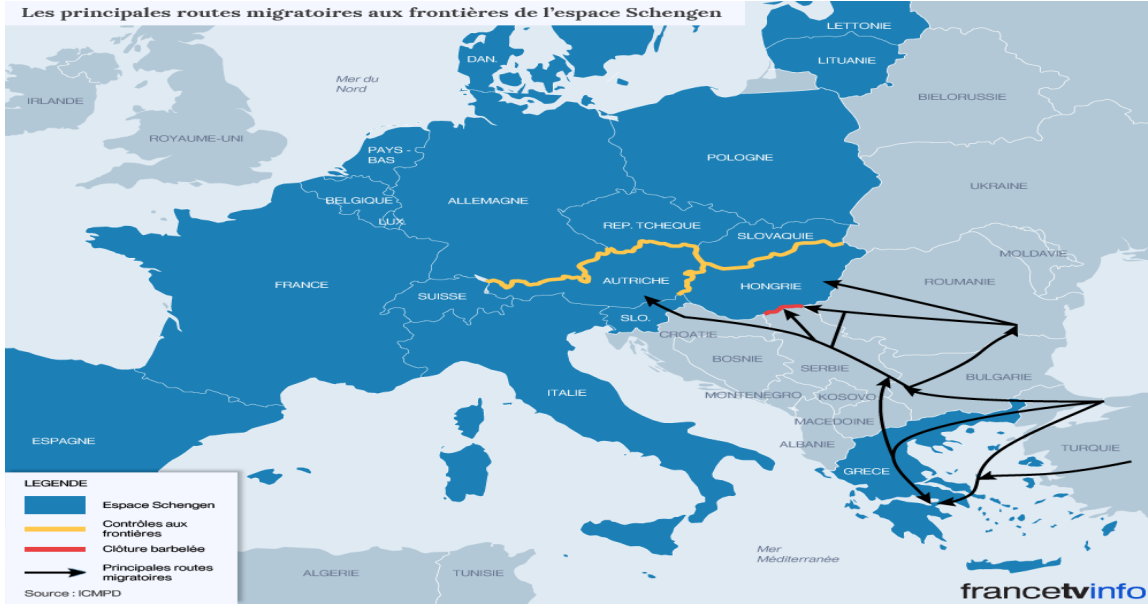 Les principales routes migratoires aux frontières de l'espace Schengen
LETTONIE
DAN.
LITUANIE
Mer du
Nord
IRLANDE
BIELORUSSIE
ROYAUME-UNI
PAYS -
BAS
POLOGNE
UKRAINE
BELGIQUE
ALLEMAGNE
LUX.
REP. TCHEQUE
SLOVAQUIE
MOLDAVIE
FRANCE
AUTRICHE
HONGRIE
ROUMANIE
SUISSE
SLO.
CROATIE
BOSNIE
SERBIE
BULGARIE
ITALIE
MONTENEGRO
KOSOVO
MACEDOINE
ESPAGNE
ALBANIE
TURQUIE
GRECE
LEGENDE
Espace Schengen
Contrôles aux
frontières
Clôture barbelée
Principales routes
migratoires
Source : ICMPD
Mer
Méditerranée
ALGERIE
TUNISIE
francetvinfo